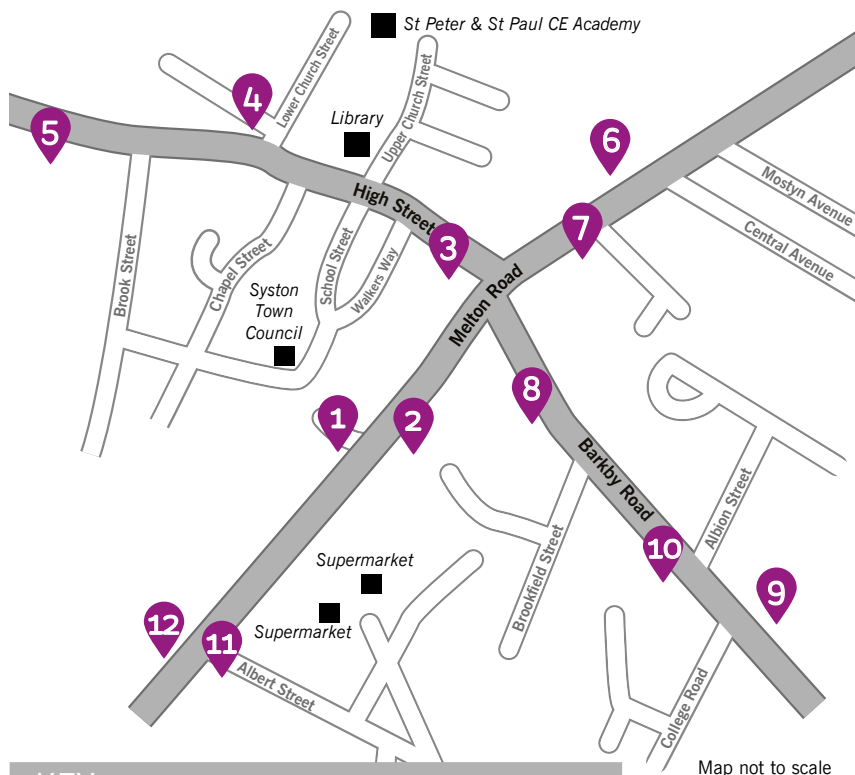 St Peter & St Paul CE Academy
Lower Church Street
Upper Church Street
Library
4
5
6
High Street
Mostyn Avenue
7
3
Central Avenue
School Street
Walkers Way
Chapel Street
Brook Street
Melton Road
Syston
Town
Council
8
1
2
Barkby Road
Albion Street
10
Supermarket
Brookfield Street
9
Supermarket
12
11
Albert Street
College Road
Map not to scale